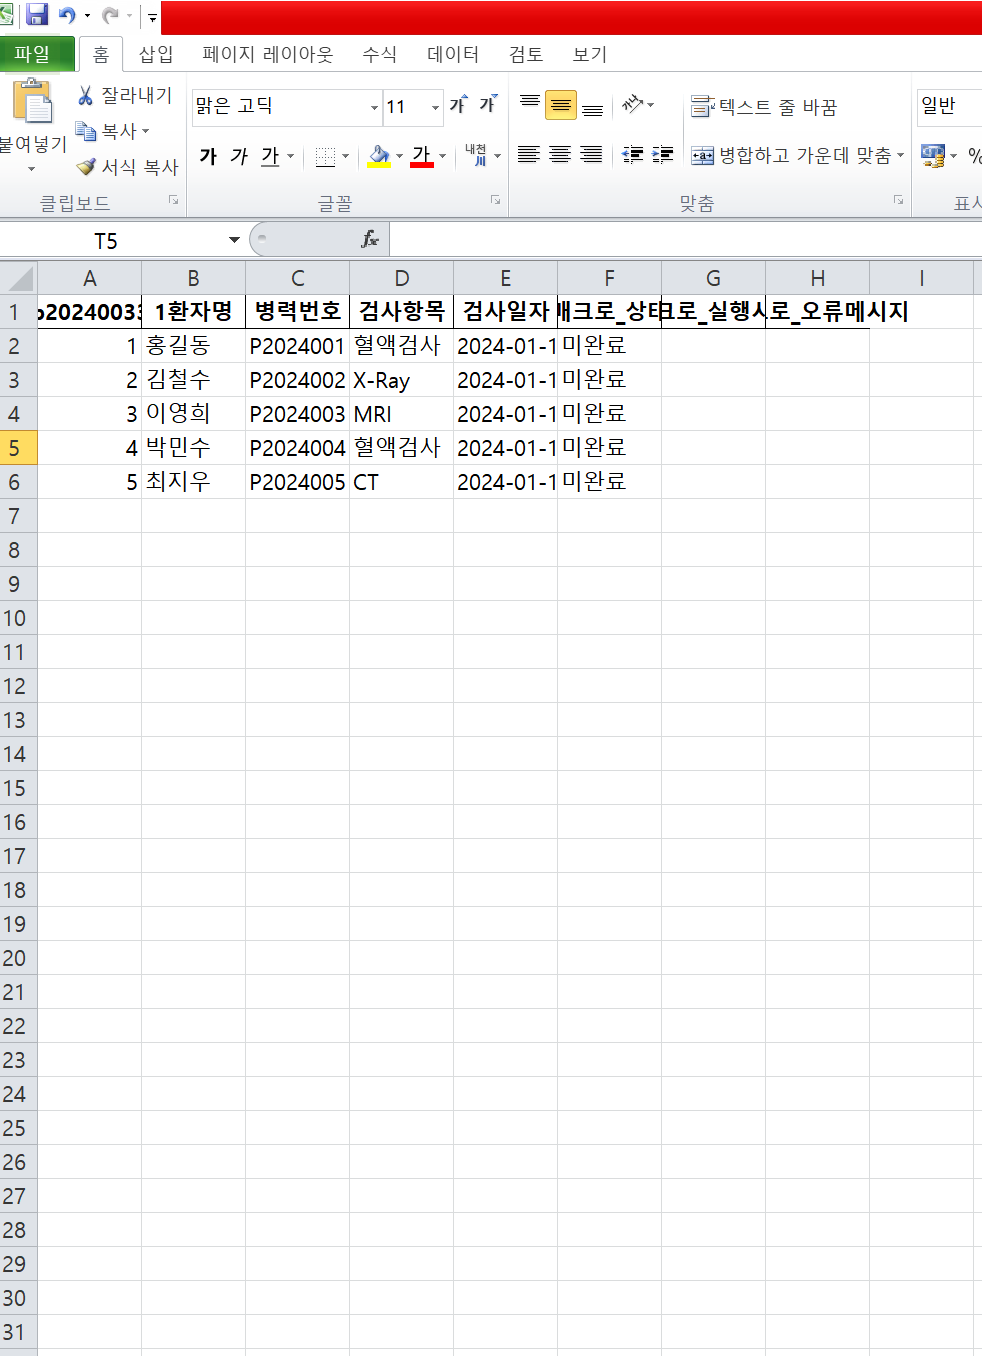 파일 홈 삽입 페이지 레이아웃 수식 데이터 검토 보기
잘라내기
복사
서식 복사
붙여넣기
클립보드
맑은 고딕 11 가 가
가 가 가 가 내천 川
글꼴
텍스트 줄 바꿈
병합하고 가운데 맞춤
맞춤
일반
%
표시
T5 fx
A B C D E F G H I
1 p2024003 1환자명 병력번호 검사항목 검사일자 매크로_상태 크로_실행시 로_오류메시지
2 1 홍길동 P2024001 혈액검사 2024-01-1 미완료
3 2 김철수 P2024002 X-Ray 2024-01-1 미완료
4 3 이영희 P2024003 MRI 2024-01-1 미완료
5 4 박민수 P2024004 혈액검사 2024-01-1 미완료
6 5 최지우 P2024005 CT 2024-01-1 미완료
7
8
9
10
11
12
13
14
15
16
17
18
19
20
21
22
23
24
25
26
27
28
29
30
31